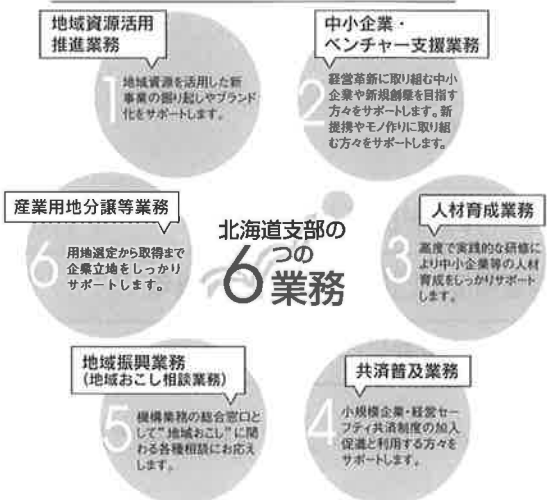 地域資源活用
推進業務
1
地域資源を活用した新
事業の掘り起しやブランド
化をサポートします。
中小企業・
ベンチャー支援業務
2
経営革新に取り組む中小
企業や新規創業を目指す
方々をサポートします。新
提携やモノ作りに取り組
む方々をサポートします。
産業用地分譲等業務
6
用地選定から取得まで
企業立地をしっかり
サポートします。
北海道支部の
6つの
業務
人材育成業務
3
高度で実践的な研修に
より中小企業等の人材
育成をしっかりサポート
します。
地域振興業務
(地域おこし相談業務)
5
機構業務の総合窓口と
して"地域おこし"に関
わる各種相談にお応え
します。
共済普及業務
4
小規模企業・経営セー
フティ共済制度の加入
促進と利用する方々を
サポートします。